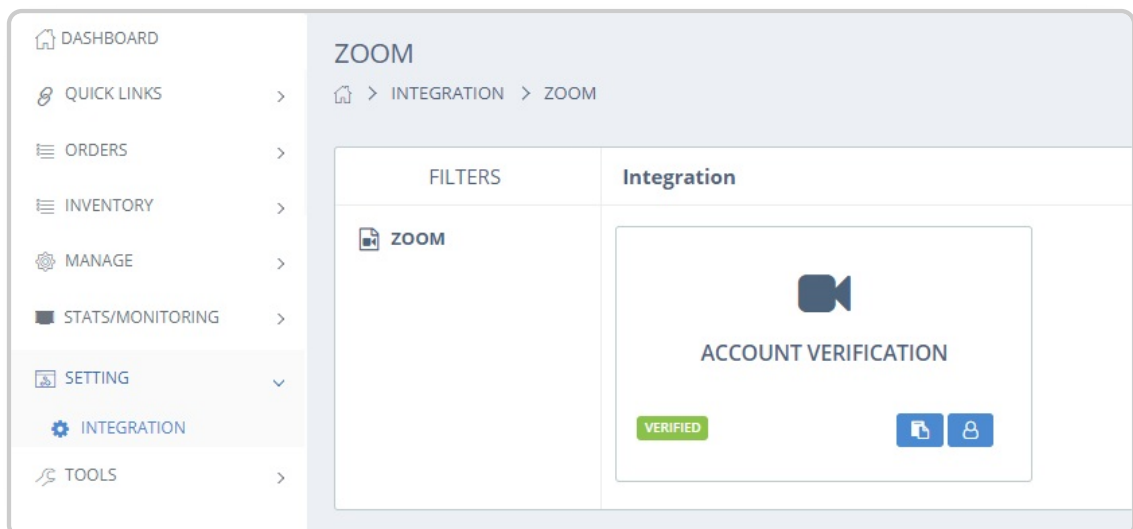 DASHBOARD
QUICK LINKS
ORDERS
INVENTORY
MANAGE
STATS/MONITORING
SETTING
INTEGRATION
TOOLS
ZOOM
> INTEGRATION > ZOOM
FILTERS
ZOOM
Integration
ACCOUNT VERIFICATION
VERIFIED